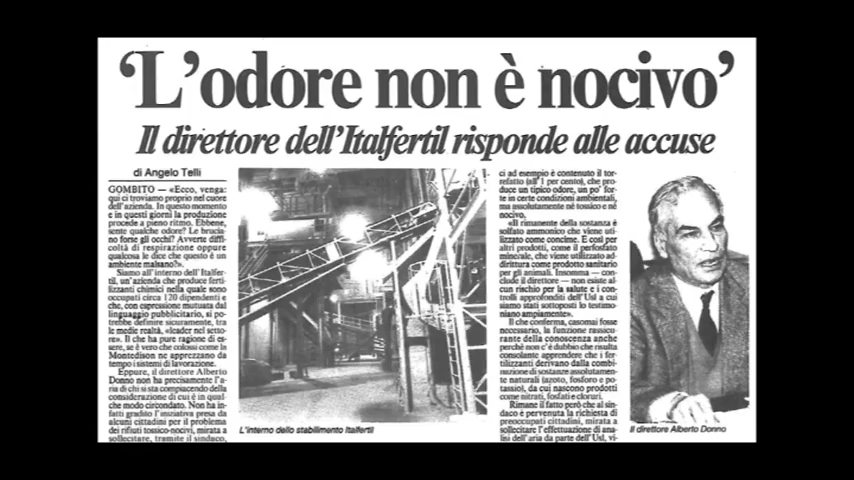 ‘L’odore non è nocivo’
Il direttore dell’Italfertil risponde alle accuse
di Angelo Telli
GOMBITO — «Ecco, venga:
qui ci troviamo proprio nel cuore
dell’azienda. In questo momento
e in questi giorni la produzione
procede a pieno ritmo. Ebbene,
sente qualche odore? Le brucia-
no forse gli occhi? Avverte diffi-
coltà di respirazione oppure
qualcosa le dice che questo è un
ambiente malsano?».
Siamo all’interno dell’Italfer-
til, un’azienda che produce ferti-
lizzanti chimici nella quale sono
occupati circa 120 dipendenti e
che, con espressione mutuata dal
linguaggio pubblicitario, si po-
trebbe definire sicuramente, tra
le medie realtà, «leader nel setto-
re». Il che ha pure ragione di es-
sere, se è vero che colossi come la
Montedison ne apprezzano da
tempo i sistemi di lavorazione.
Eppure, il direttore Alberto
Donno non ha precisamente l’a-
ria di chi si sta compiacendo della
considerazione di cui è in qual-
che modo circondato. Non ha in-
fatti gradito l’iniziativa presa da
alcuni cittadini per il problema
dei rifiuti tossico-nocivi, mirata a
sollecitare, tramite il sindaco,
L'interno dello stabilimento Italfertil
ci ad esempio è contenuto il tor-
refatto (all’1 per cento), che pro-
duce un tipico odore, un po’ for-
te in certe condizioni ambientali,
ma assolutamente nè tossico e nè
nocivo.
«Il rimanente della sostanza è
solfato ammonico che viene uti-
lizzato come concime. E così per
altri prodotti, come il perfosfato
minerale, che viene utilizzato ad-
dirittura come prodotto sanitario
per gli animali. Insomma — con-
clude il direttore — non esiste al-
cun rischio per la salute e i con-
trolli approfonditi dell’Usl a cui
siamo stati sottoposti lo testimo-
niano ampiamente».
Il che conferma, casomai fosse
necessario, la funzione rassicu-
rante della conoscenza anche
perchè non c’è dubbio che risulta
consolante apprendere che i fer-
tilizzanti derivano dalla combi-
nazione di sostanze assolutamen-
te naturali (azoto, fosforo e po-
tassio), da cui nascono prodotti
come nitrati, fosfati e cloruri.
Rimane il fatto però che al sin-
daco è pervenuta la richiesta di
preoccupati cittadini, mirata a
sollecitare l’effettuazione di ana-
lisi dell’aria da parte dell’Usl, vi-
Il direttore Alberto Donno